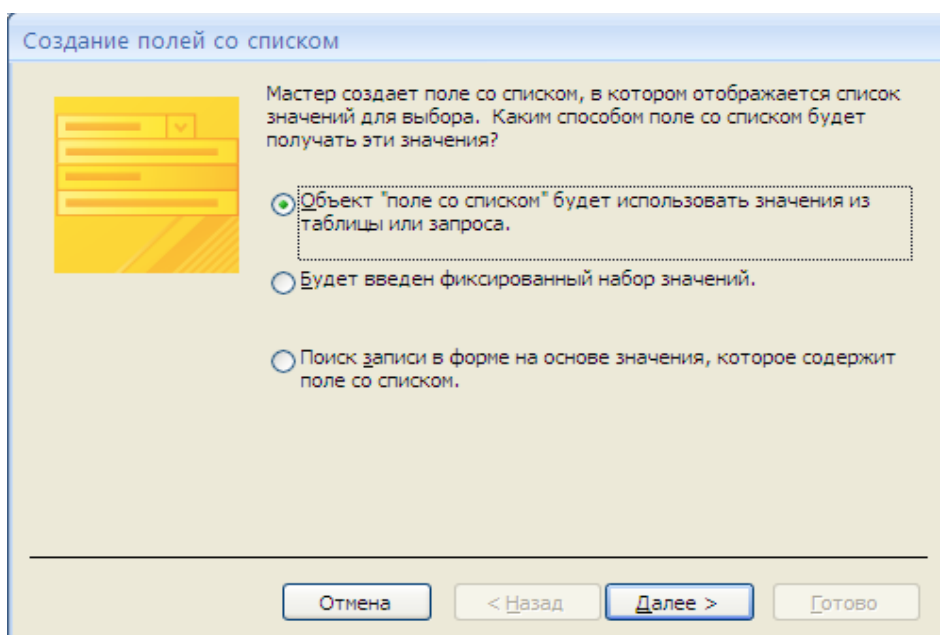 Создание полей со списком
Мастер создает поле со списком, в котором отображается список
значений для выбора. Каким способом поле со списком будет
получать эти значения?
Объект "поле со списком" будет использовать значения из
таблицы или запроса.
Будет введен фиксированный набор значений.
Поиск записи в форме на основе значения, которое содержит
поле со списком.
Отмена
< Назад
Далее >
Готово